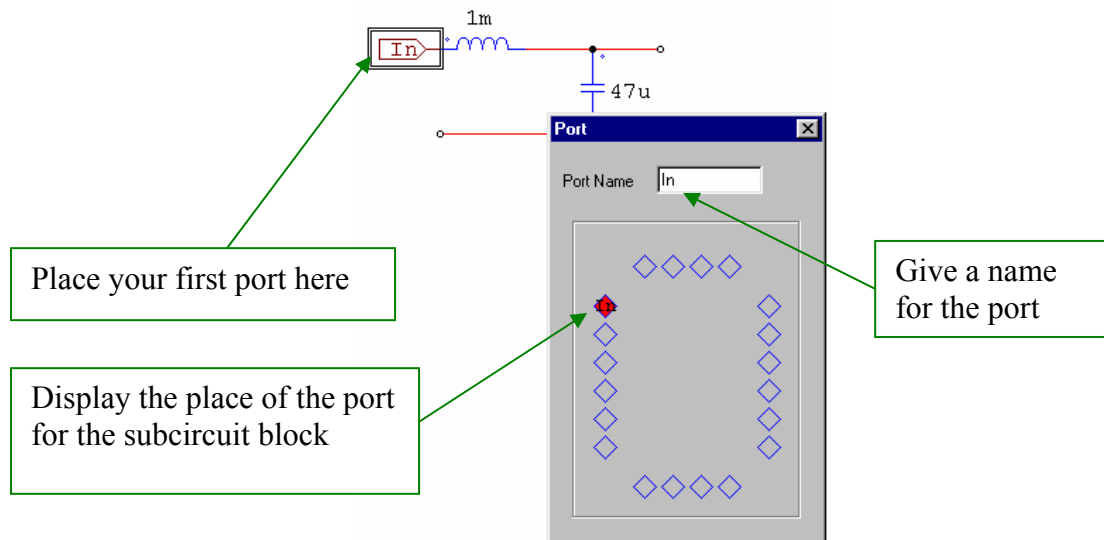 1m
In
47u
Port
Port Name
In
Place your first port here
Give a name
for the port
In
Display the place of the port
for the subcircuit block